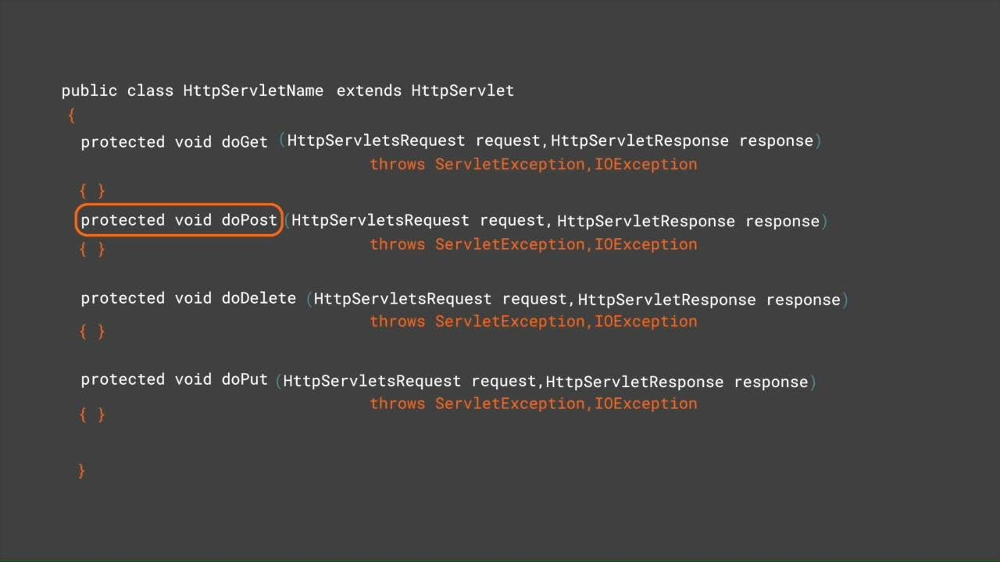 public class HttpServletName extends HttpServlet
{
protected void doGet (HttpServletsRequest request,HttpServletResponse response)
throws ServletException,IOException
{ }
protected void doPost (HttpServletsRequest request, HttpServletResponse response)
throws ServletException,IOException
{ }
protected void doDelete (HttpServletsRequest request,HttpServletResponse response)
throws ServletException,IOException
{ }
protected void doPut (HttpServletsRequest request,HttpServletResponse response)
throws ServletException,IOException
{ }
}